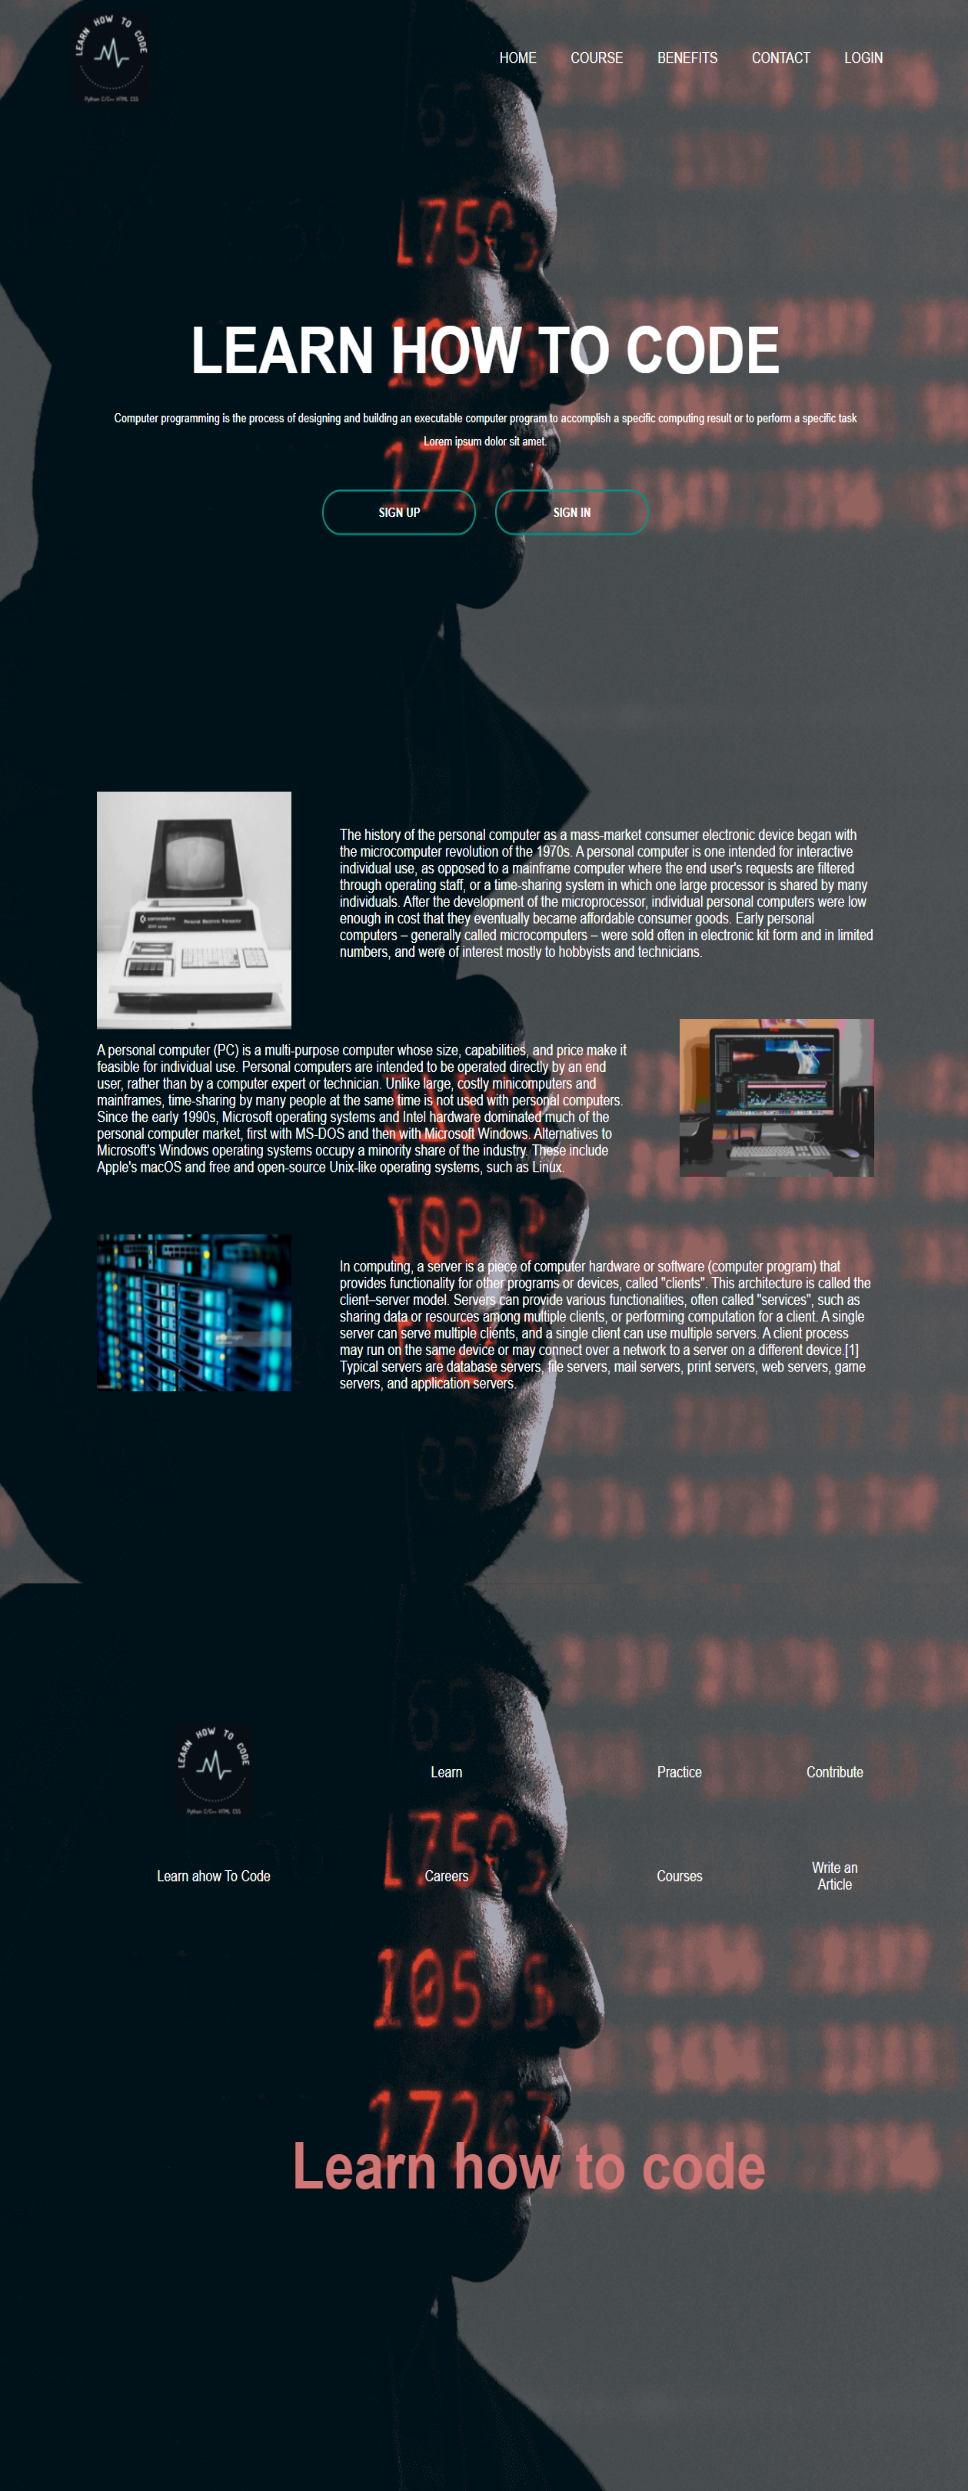 LEARN HOW TO CODE
Python C/C++ HTML CSS
HOME COURSE BENEFITS CONTACT LOGIN
LEARN HOW TO CODE
Computer programming is the process of designing and building an executable computer program to accomplish a specific computing result or to perform a specific task
Lorem ipsum dolor sit amet.
SIGN UP SIGN IN
The history of the personal computer as a mass-market consumer electronic device began with
the microcomputer revolution of the 1970s. A personal computer is one intended for interactive
individual use, as opposed to a mainframe computer where the end user's requests are filtered
through operating staff, or a time-sharing system in which one large processor is shared by many
individuals. After the development of the microprocessor, individual personal computers were low
enough in cost that they eventually became affordable consumer goods. Early personal
computers – generally called microcomputers – were sold often in electronic kit form and in limited
numbers, and were of interest mostly to hobbyists and technicians.
A personal computer (PC) is a multi-purpose computer whose size, capabilities, and price make it
feasible for individual use. Personal computers are intended to be operated directly by an end
user, rather than by a computer expert or technician. Unlike large, costly minicomputers and
mainframes, time-sharing by many people at the same time is not used with personal computers.
Since the early 1990s, Microsoft operating systems and Intel hardware dominated much of the
personal computer market, first with MS-DOS and then with Microsoft Windows. Alternatives to
Microsoft's Windows operating systems occupy a minority share of the industry. These include
Apple's macOS and free and open-source Unix-like operating systems, such as Linux.
In computing, a server is a piece of computer hardware or software (computer program) that
provides functionality for other programs or devices, called "clients". This architecture is called the
client–server model. Servers can provide various functionalities, often called "services", such as
sharing data or resources among multiple clients, or performing computation for a client. A single
server can serve multiple clients, and a single client can use multiple servers. A client process
may run on the same device or may connect over a network to a server on a different device.[1]
Typical servers are database servers, file servers, mail servers, print servers, web servers, game
servers, and application servers.
LEARN HOW TO CODE
Python C/C++ HTML CSS
Learn Practice Contribute
Learn ahow To Code Careers Courses Write an
Article
105
Learn how to code